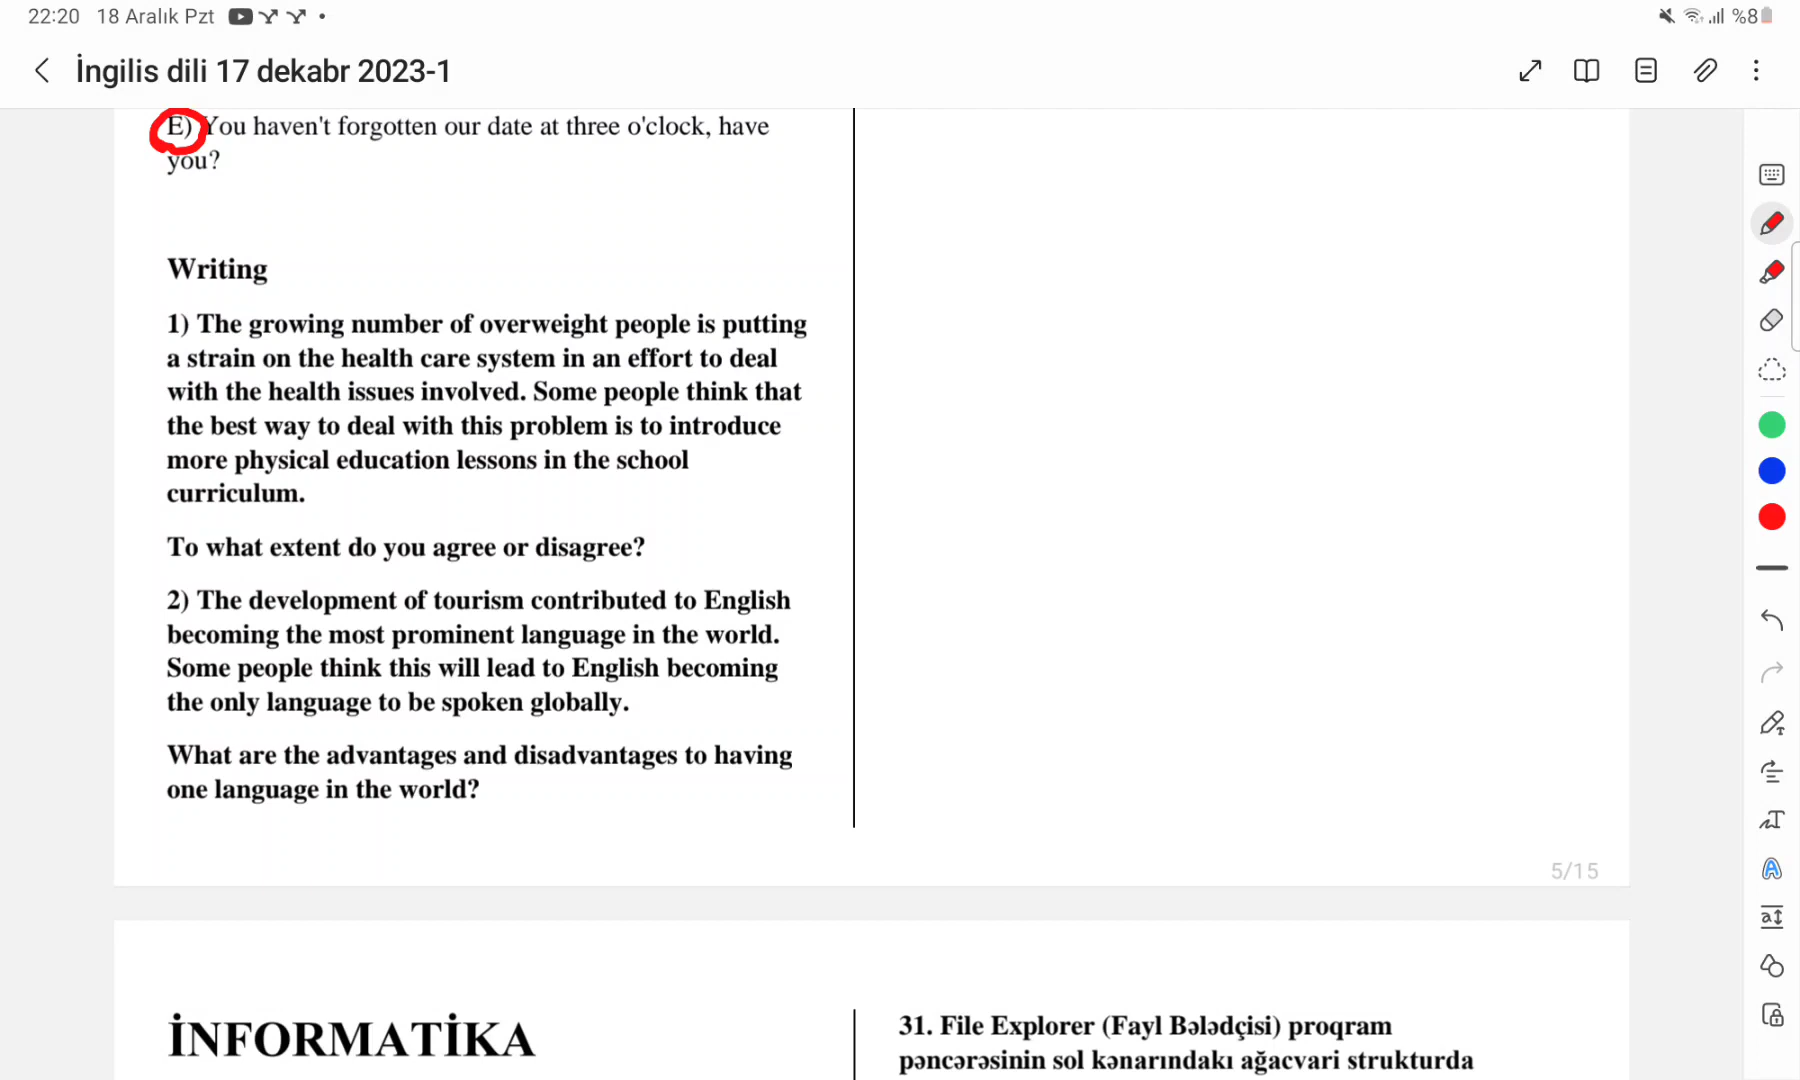 22:20 18 Aralık Pzt
%8
İngilis dili 17 dekabr 2023-1
E) You haven't forgotten our date at three o'clock, have
you?
Writing
1) The growing number of overweight people is putting
a strain on the health care system in an effort to deal
with the health issues involved. Some people think that
the best way to deal with this problem is to introduce
more physical education lessons in the school
curriculum.
To what extent do you agree or disagree?
2) The development of tourism contributed to English
becoming the most prominent language in the world.
Some people think this will lead to English becoming
the only language to be spoken globally.
What are the advantages and disadvantages to having
one language in the world?
5/15
İNFORMATİKA
31. File Explorer (Fayl Bələdçisi) proqram
pəncərəsinin sol kənarındakı ağacvari strukturda